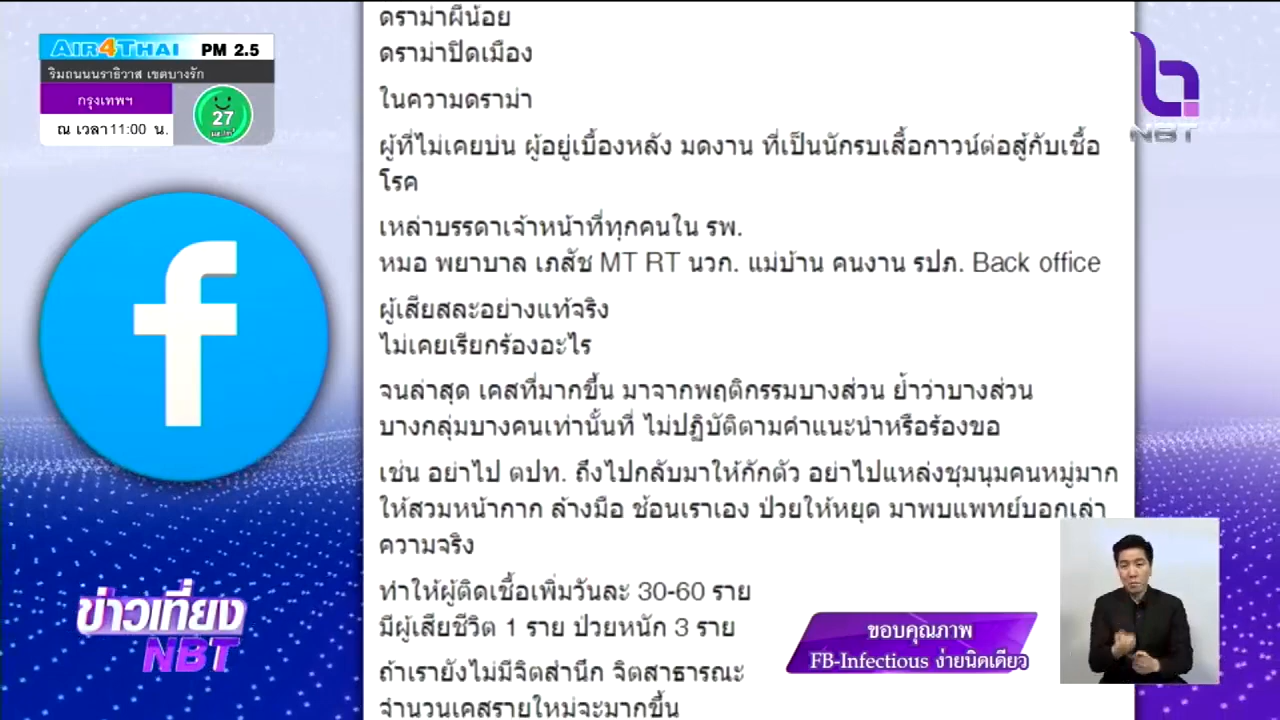 AIR4THAI PM 2.5
ริมถนนนราธิวาส เขตบางรัก
กรุงเทพฯ
27
ณ เวลา 11:00 น.
NBT
ดราม่าผีน้อย
ดราม่าปิดเมือง
ในความดราม่า
ผู้ที่ไม่เคยบ่น ผู้อยู่เบื้องหลัง มดงาน ที่เป็นนักรบเสื้อกาวน์ต่อสู้กับเชื้อ
โรค
เหล่าบรรดาเจ้าหน้าที่ทุกคนใน รพ.
หมอ พยาบาล เภสัช MT RT นวก. แม่บ้าน คนงาน รปภ. Back office
ผู้เสียสละอย่างแท้จริง
ไม่เคยเรียกร้องอะไร
จนล่าสุด เคสที่มากขึ้น มาจากพฤติกรรมบางส่วน ย้ำว่าบางส่วน
บางกลุ่มบางคนเท่านั้นที่ ไม่ปฏิบัติตามคำแนะนำหรือร้องขอ
เช่น อย่าไป ตปท. ถึงไปกลับมาให้กักตัว อย่าไปแหล่งชุมนุมคนหมู่มาก
ให้สวมหน้ากาก ล้างมือ ช้อนเราเอง ป่วยให้หยุด มาพบแพทย์บอกเล่า
ความจริง
ทำให้ผู้ติดเชื้อเพิ่มวันละ 30-60 ราย
มีผู้เสียชีวิต 1 ราย ป่วยหนัก 3 ราย
ถ้าเรายังไม่มีจิตสำนึก จิตสาธารณะ
จำนวนเคสรายใหม่จะมากขึ้น
ข่าวเที่ยง
NBT
ขอบคุณภาพ
FB-Infectious ง่ายนิดเดียว